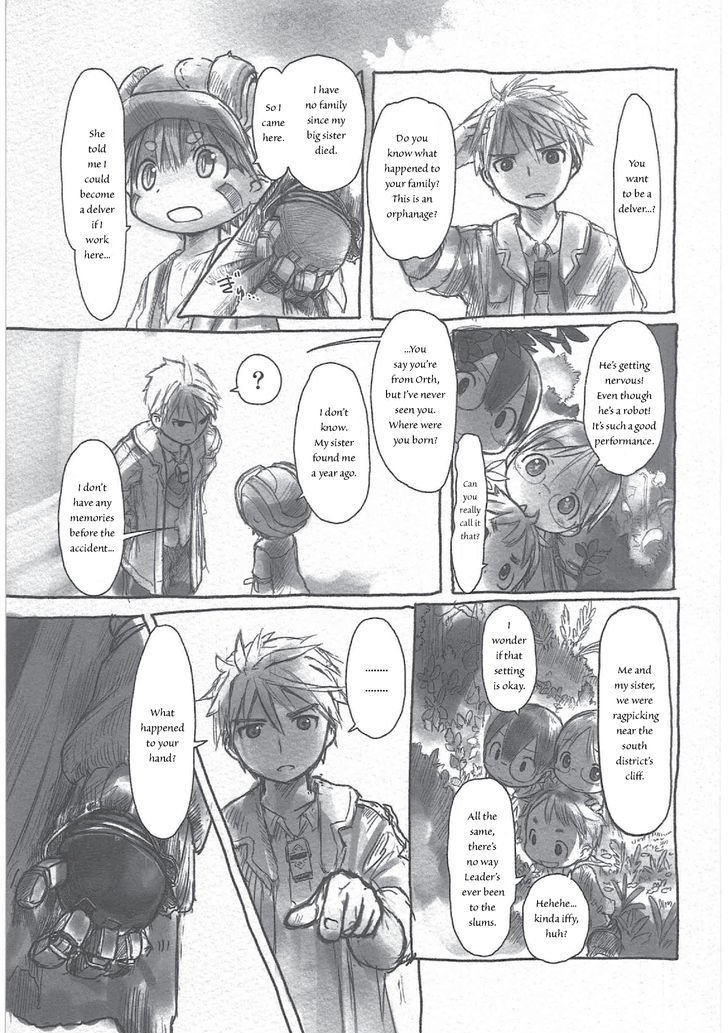 You
want
to be a
delver...?
Do you
know what
happened to
your family?
This is an
orphanage?
I have
no family
since my
big sister
died.
So I
came
here.
She
told
me I
could
become
a delver
if I
work
here...
He's getting
nervous!
Even though
he's a robot!
It's such a good
performance.
Can
you
really
call it
that?
...You
say you're
from Orth,
but I've never
seen you.
Where were
you born?
I don't
know.
My sister
found me
a year ago.
?
I don't
have any
memories
before the
accident...
Me and
my sister,
we were
ragpicking
near the
south
district's
cliff.
I
wonder
if that
setting
is okay.
All the
same,
there's
no way
Leader's
ever been
to the
slums.
Hehehe...
kinda iffy,
huh?
........
........
What
happened
to your
hand?